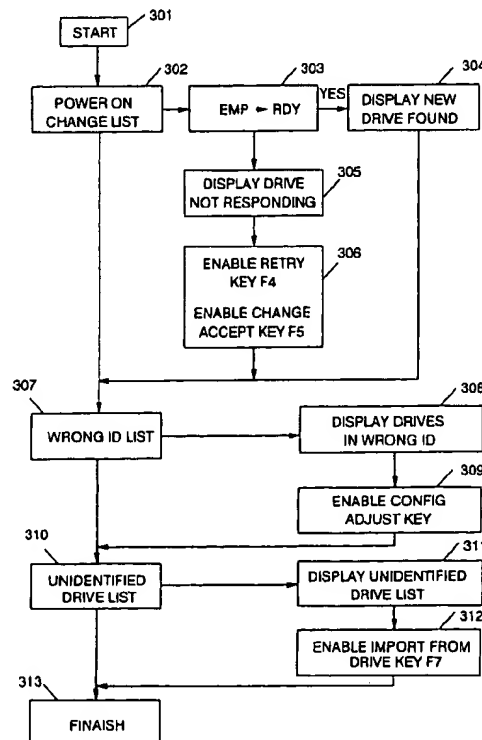 301
START
302
303
304
POWER ON
CHANGE LIST
EMP ► RDY
YES
DISPLAY NEW
DRIVE FOUND
DISPLAY DRIVE
NOT RESPONDING
305
ENABLE RETRY
KEY F4
ENABLE CHANGE
ACCEPT KEY F5
306
307
308
WRONG ID LIST
DISPLAY DRIVES
IN WRONG ID
309
ENABLE CONFIG
ADJUST KEY
310
311
UNIDENTIFIED
DRIVE LIST
DISPLAY UNIDENTIFIED
DRIVE LIST
312
ENABLE IMPORT FROM
DRIVE KEY F7
313
FINAISH